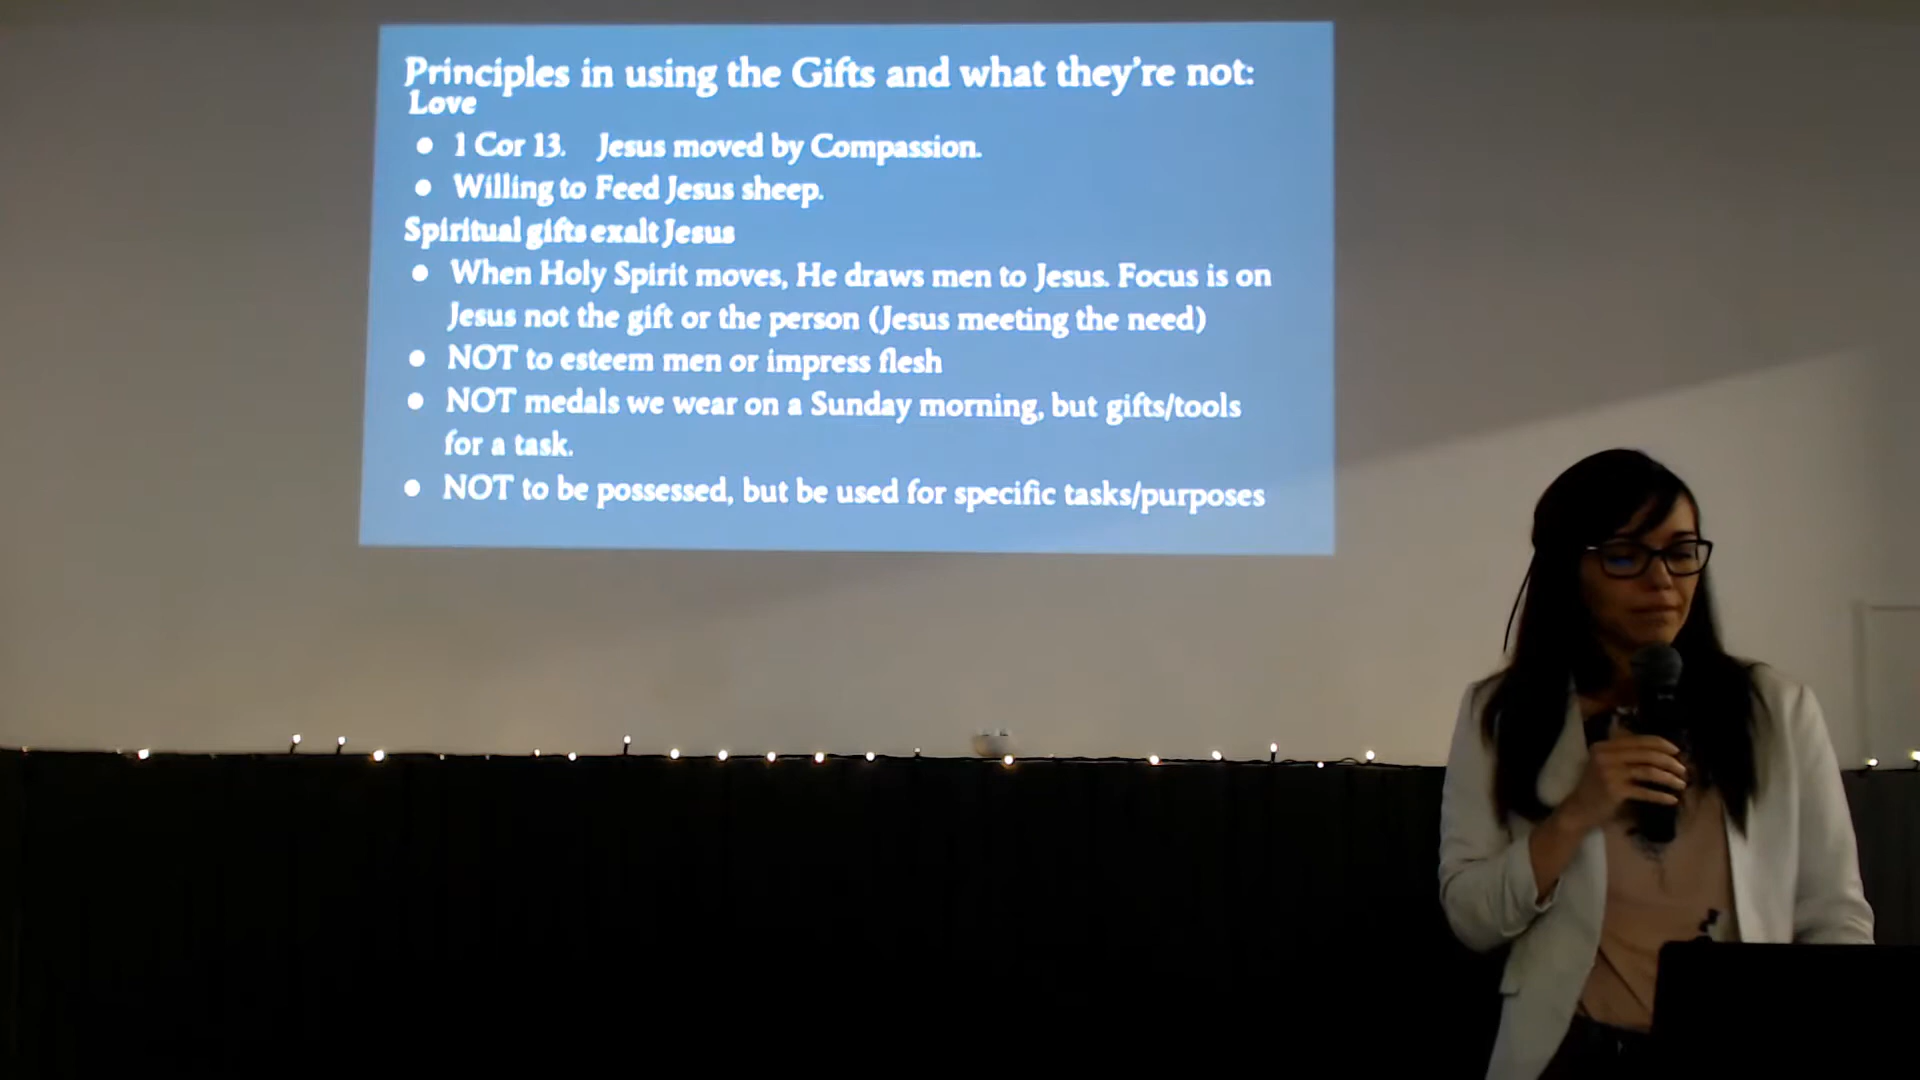 Principles in using the Gifts and what they're not:
Love
● 1 Cor 13. Jesus moved by Compassion.
● Willing to Feed Jesus sheep.
Spiritual gifts exalt Jesus
● When Holy Spirit moves, He draws men to Jesus. Focus is on
Jesus not the gift or the person (Jesus meeting the need)
● NOT to esteem men or impress flesh
● NOT medals we wear on a Sunday morning, but gifts/tools
for a task.
● NOT to be possessed, but be used for specific tasks/purposes